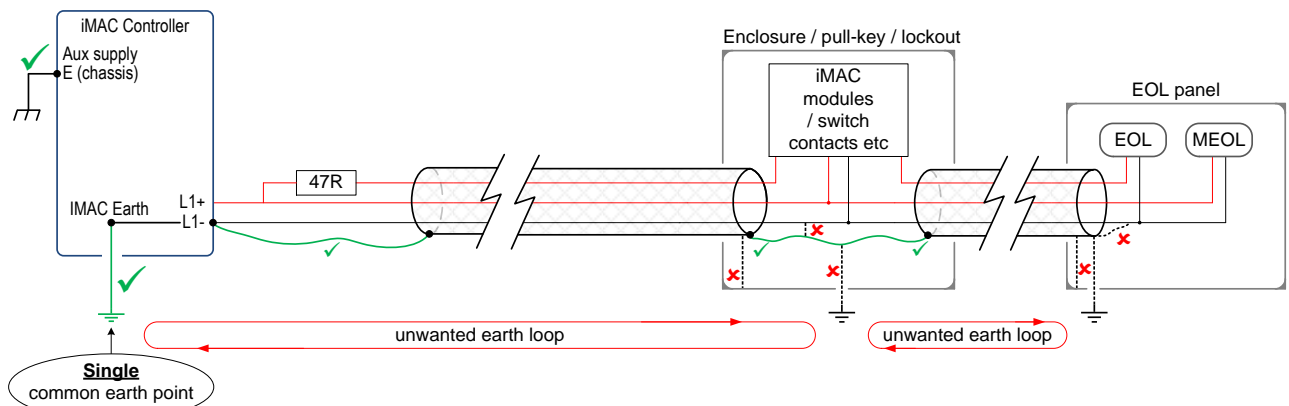 iMAC Controller
Aux supply
E (chassis)
IMAC Earth
L1+
L1-
47R
Enclosure / pull-key / lockout
iMAC
modules
/ switch
contacts etc
EOL panel
EOL
MEOL
unwanted earth loop
unwanted earth loop
Single
common earth point